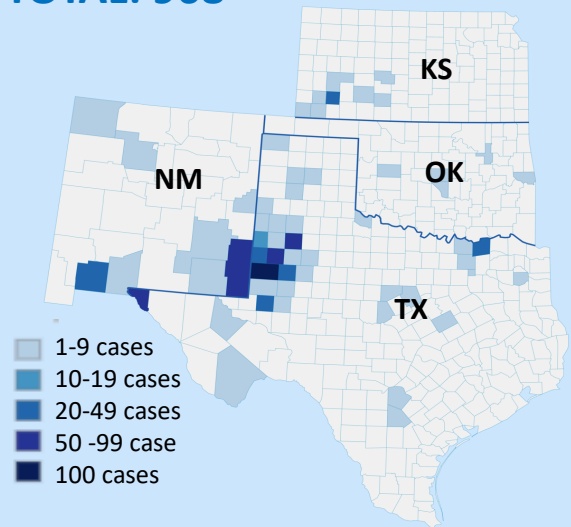 KS
OK
NM
TX
1-9 cases
10-19 cases
20-49 cases
50 -99 case
100 cases